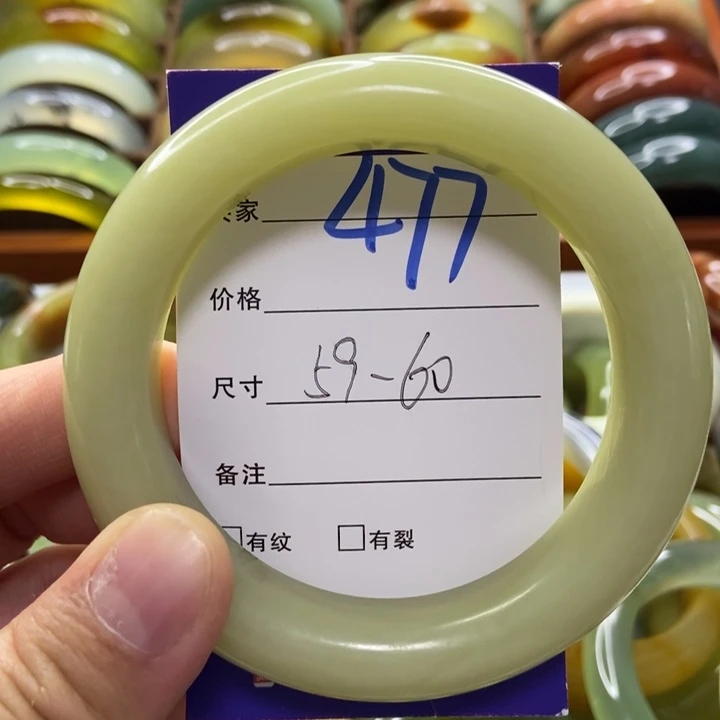 家 477
价格
尺寸 59-60
备注
有纹 有裂